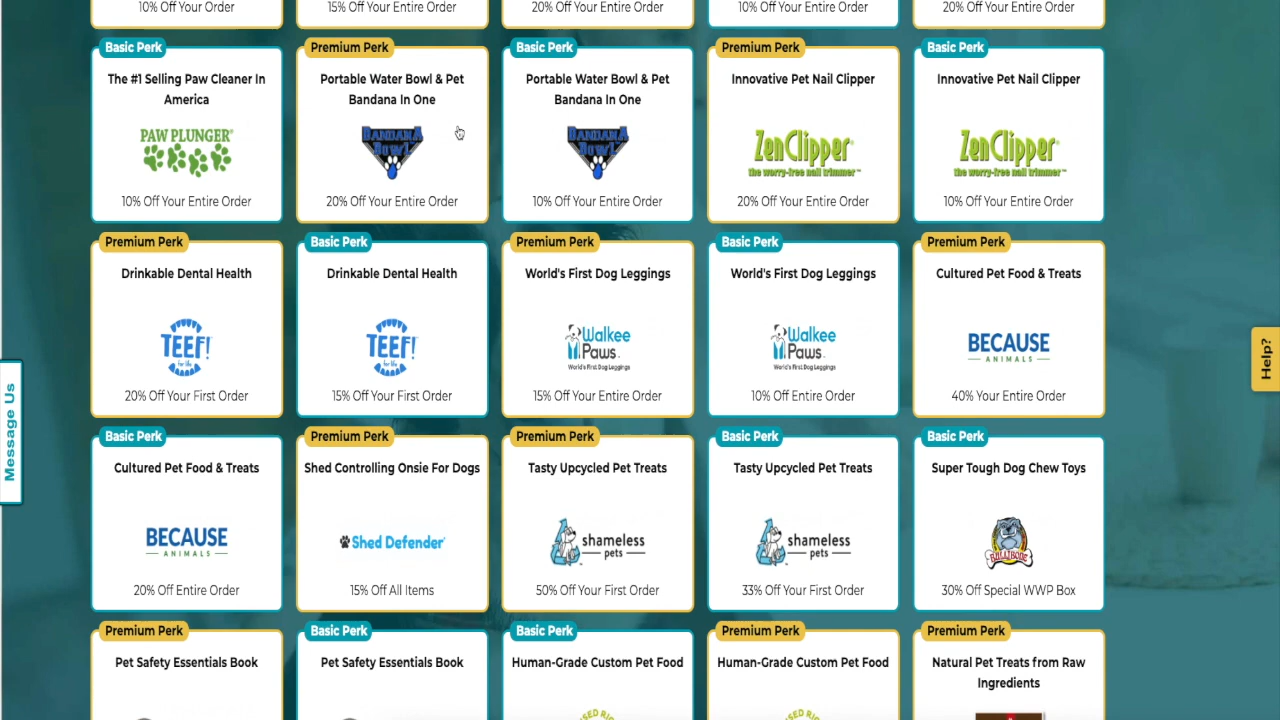 10% Off Your Order
15% Off Your Entire Order
20% Off Your Entire Order
10% Off Your Entire Order
20% Off Your Entire Order
Basic Perk
The #1 Selling Paw Cleaner In
America
PAW PLUNGER®
10% Off Your Entire Order
Premium Perk
Portable Water Bowl & Pet
Bandana In One
BANDANA
BOWL
20% Off Your Entire Order
Basic Perk
Portable Water Bowl & Pet
Bandana In One
BANDANA
BOWL
10% Off Your Entire Order
Premium Perk
Innovative Pet Nail Clipper
ZenClipper®
the worry-free nail trimmer™
20% Off Your Entire Order
Basic Perk
Innovative Pet Nail Clipper
ZenClipper®
the worry-free nail trimmer™
10% Off Your Entire Order
Premium Perk
Drinkable Dental Health
TEEF!
for life
20% Off Your First Order
Basic Perk
Drinkable Dental Health
TEEF!
for life
15% Off Your First Order
Premium Perk
World's First Dog Leggings
Walkee
Paws
World's First Dog Leggings
15% Off Your Entire Order
Basic Perk
World's First Dog Leggings
Walkee
Paws
World's First Dog Leggings
10% Off Entire Order
Premium Perk
Cultured Pet Food & Treats
BECAUSE
ANIMALS
40% Your Entire Order
Basic Perk
Cultured Pet Food & Treats
BECAUSE
ANIMALS
20% Off Entire Order
Premium Perk
Shed Controlling Onsie For Dogs
Shed Defender®
15% Off All Items
Premium Perk
Tasty Upcycled Pet Treats
shameless
pets
50% Off Your First Order
Basic Perk
Tasty Upcycled Pet Treats
shameless
pets
33% Off Your First Order
Basic Perk
Super Tough Dog Chew Toys
BULLIBONE
30% Off Special WWP Box
Premium Perk
Pet Safety Essentials Book
Basic Perk
Pet Safety Essentials Book
Basic Perk
Human-Grade Custom Pet Food
Premium Perk
Human-Grade Custom Pet Food
Premium Perk
Natural Pet Treats from Raw
Ingredients
Message Us
Help?